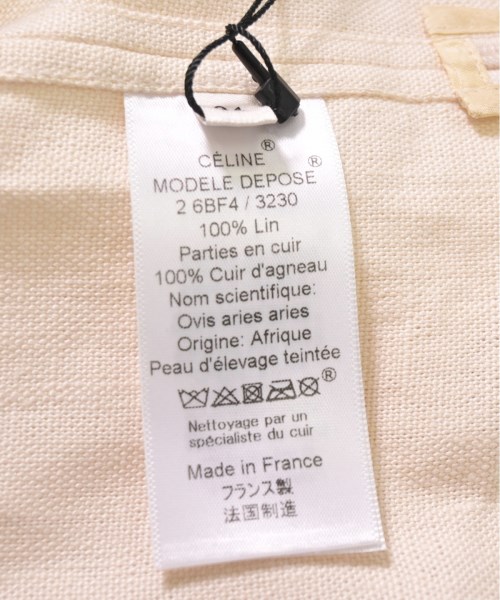 CÉLINE®
MODELE DEPOSE®
2 6BF4 / 3230
100% Lin
Parties en cuir
100% Cuir d'agneau
Nom scientifique:
Ovis aries aries
Origine: Afrique
Peau d'élevage teintée
®
Nettoyage par un
spécialiste du cuir
Made in France
フランス製
法国制造